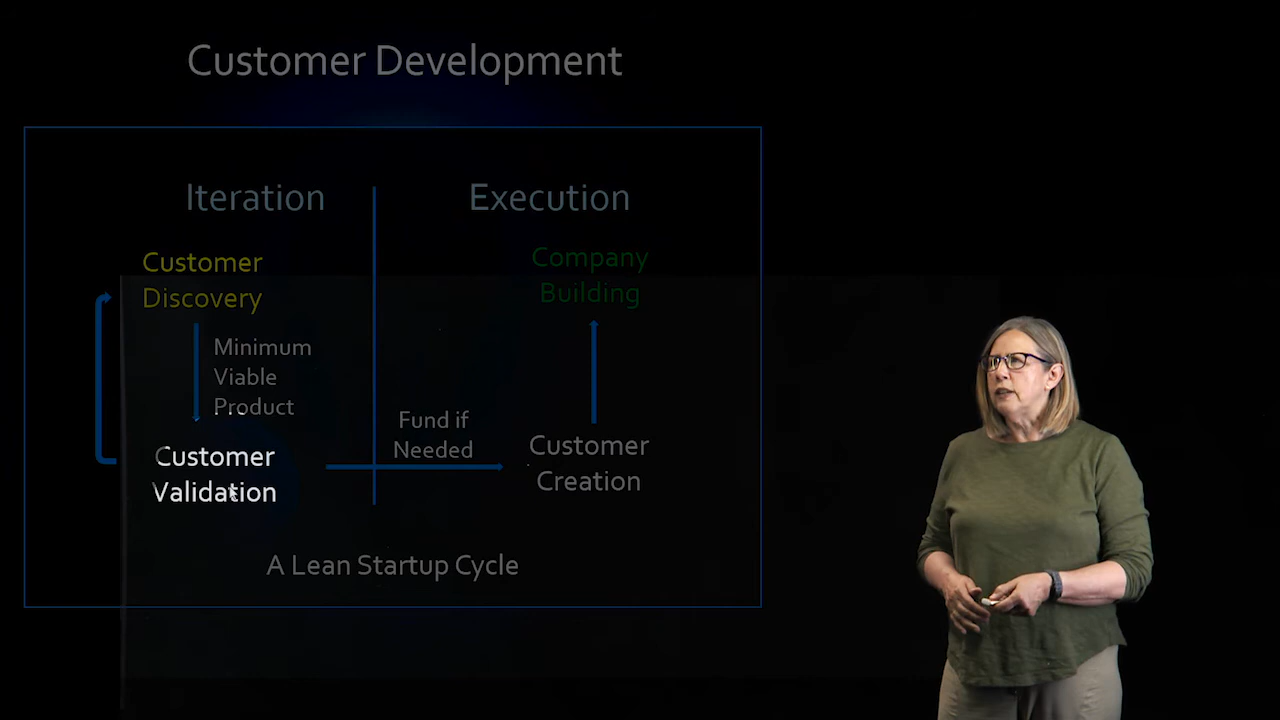 Customer Development
Iteration
Execution
Customer
Discovery
Company
Building
Minimum
Viable
Product
Fund if
Needed
Customer
Validation
Customer
Creation
A Lean Startup Cycle